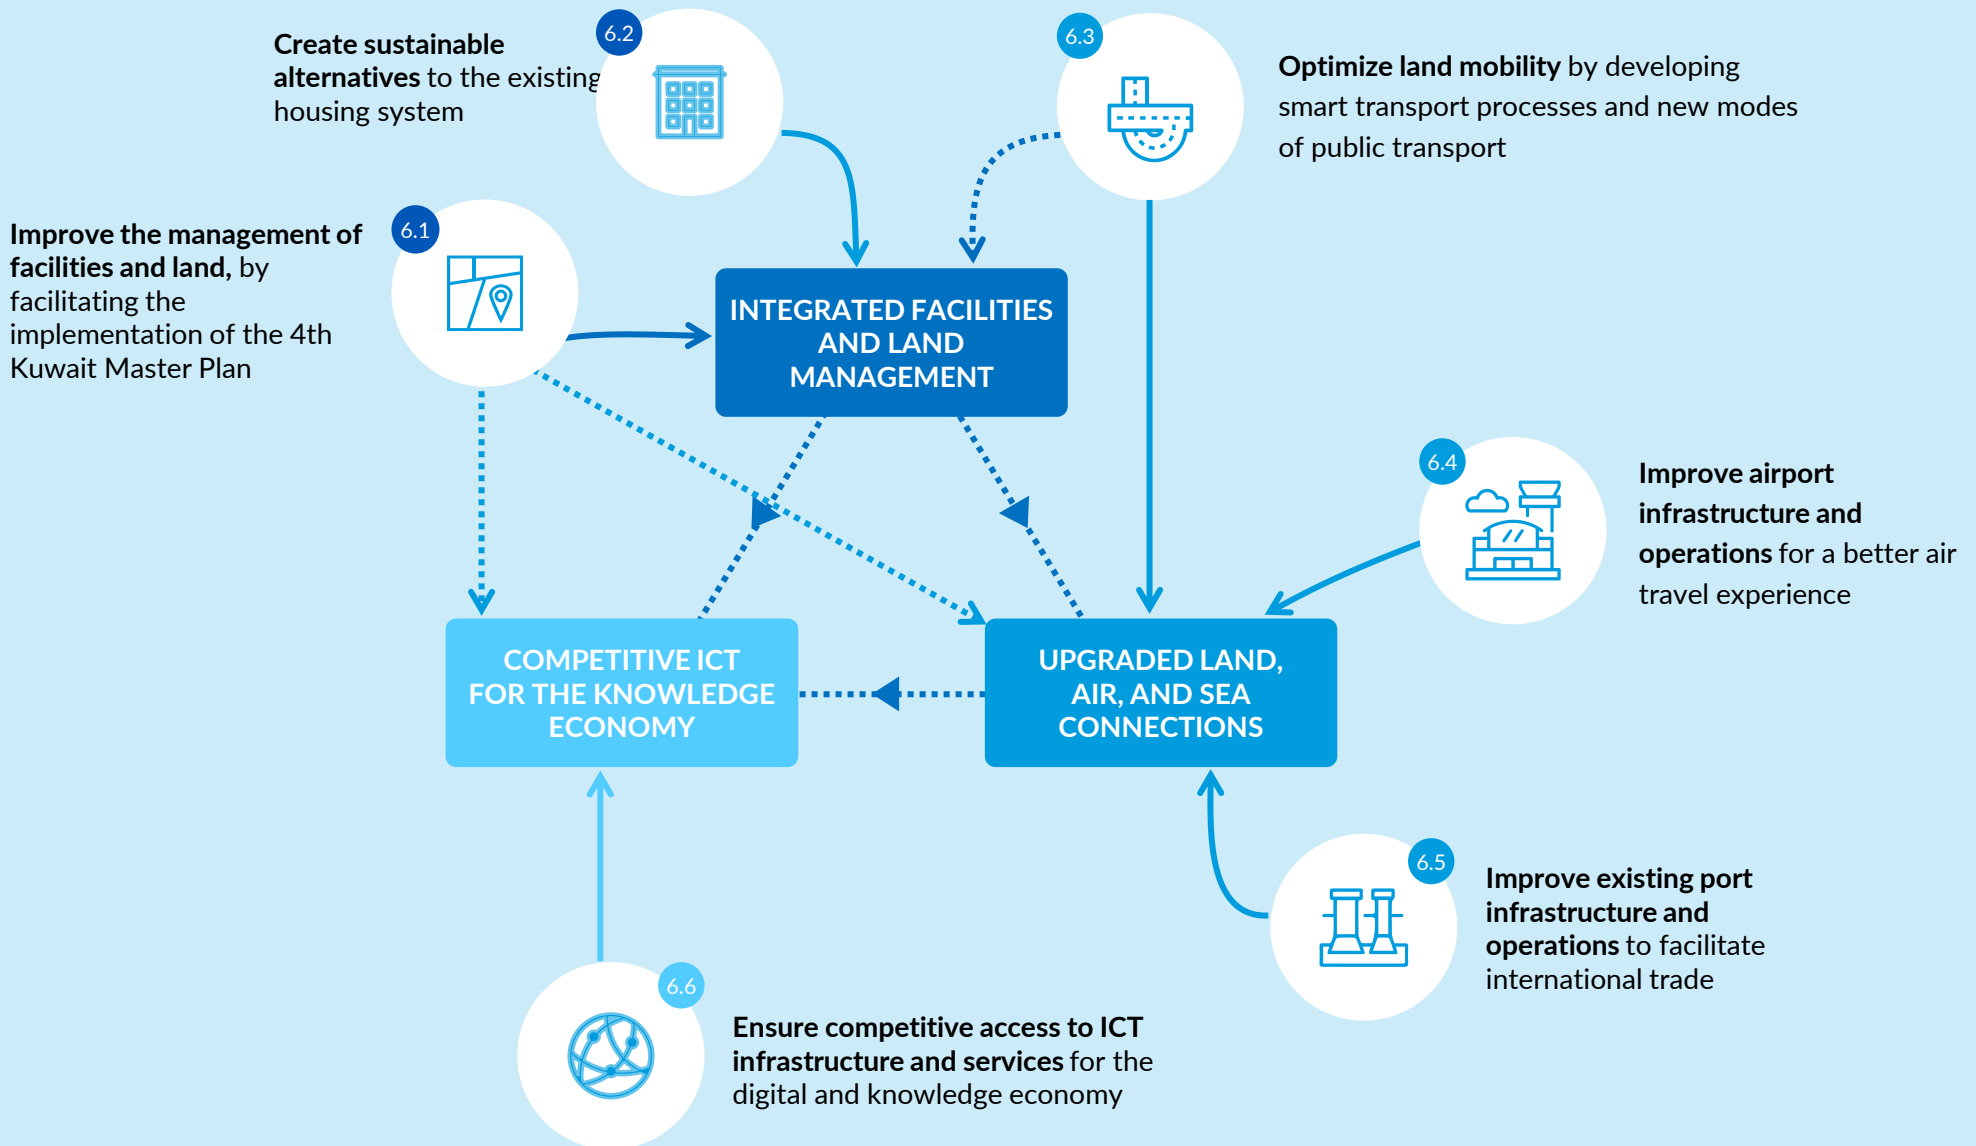 6.2
Create sustainable
alternatives to the existing
housing system
6.3
Optimize land mobility by developing
smart transport processes and new modes
of public transport
6.1
Improve the management of
facilities and land, by
facilitating the
implementation of the 4th
Kuwait Master Plan
INTEGRATED FACILITIES
AND LAND
MANAGEMENT
6.4
Improve airport
infrastructure and
operations for a better air
travel experience
COMPETITIVE ICT
FOR THE KNOWLEDGE
ECONOMY
UPGRADED LAND,
AIR, AND SEA
CONNECTIONS
6.5
Improve existing port
infrastructure and
operations to facilitate
international trade
6.6
Ensure competitive access to ICT
infrastructure and services for the
digital and knowledge economy